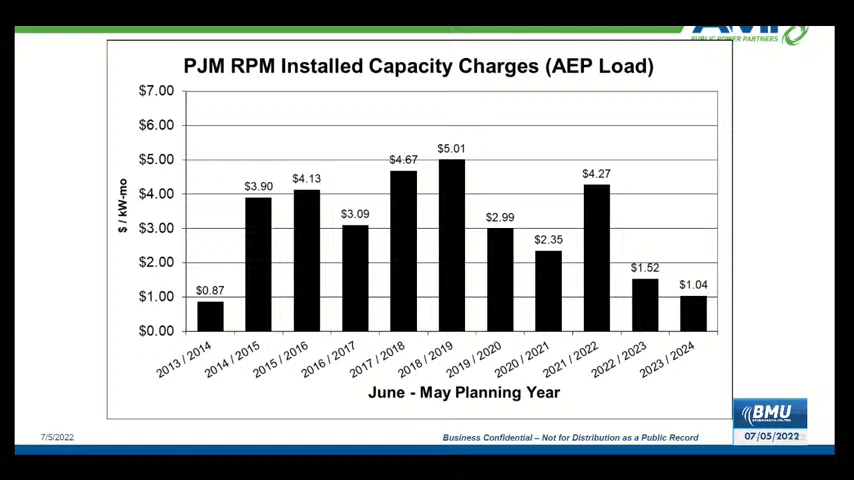 AMP
PUBLIC POWER PARTNERS
PJM RPM Installed Capacity Charges (AEP Load)
$ / kW-mo
$7.00
$6.00
$5.00
$4.00
$3.00
$2.00
$1.00
$0.00
$0.87
$3.90
$4.13
$3.09
$4.67
$5.01
$2.99
$2.35
$4.27
$1.52
$1.04
2013 / 2014
2014 / 2015
2015 / 2016
2016 / 2017
2017 / 2018
2018 / 2019
2019 / 2020
2020 / 2021
2021 / 2022
2022 / 2023
2023 / 2024
June - May Planning Year
BMU
7/5/2022
Business Confidential – Not for Distribution as a Public Record
07/05/2022